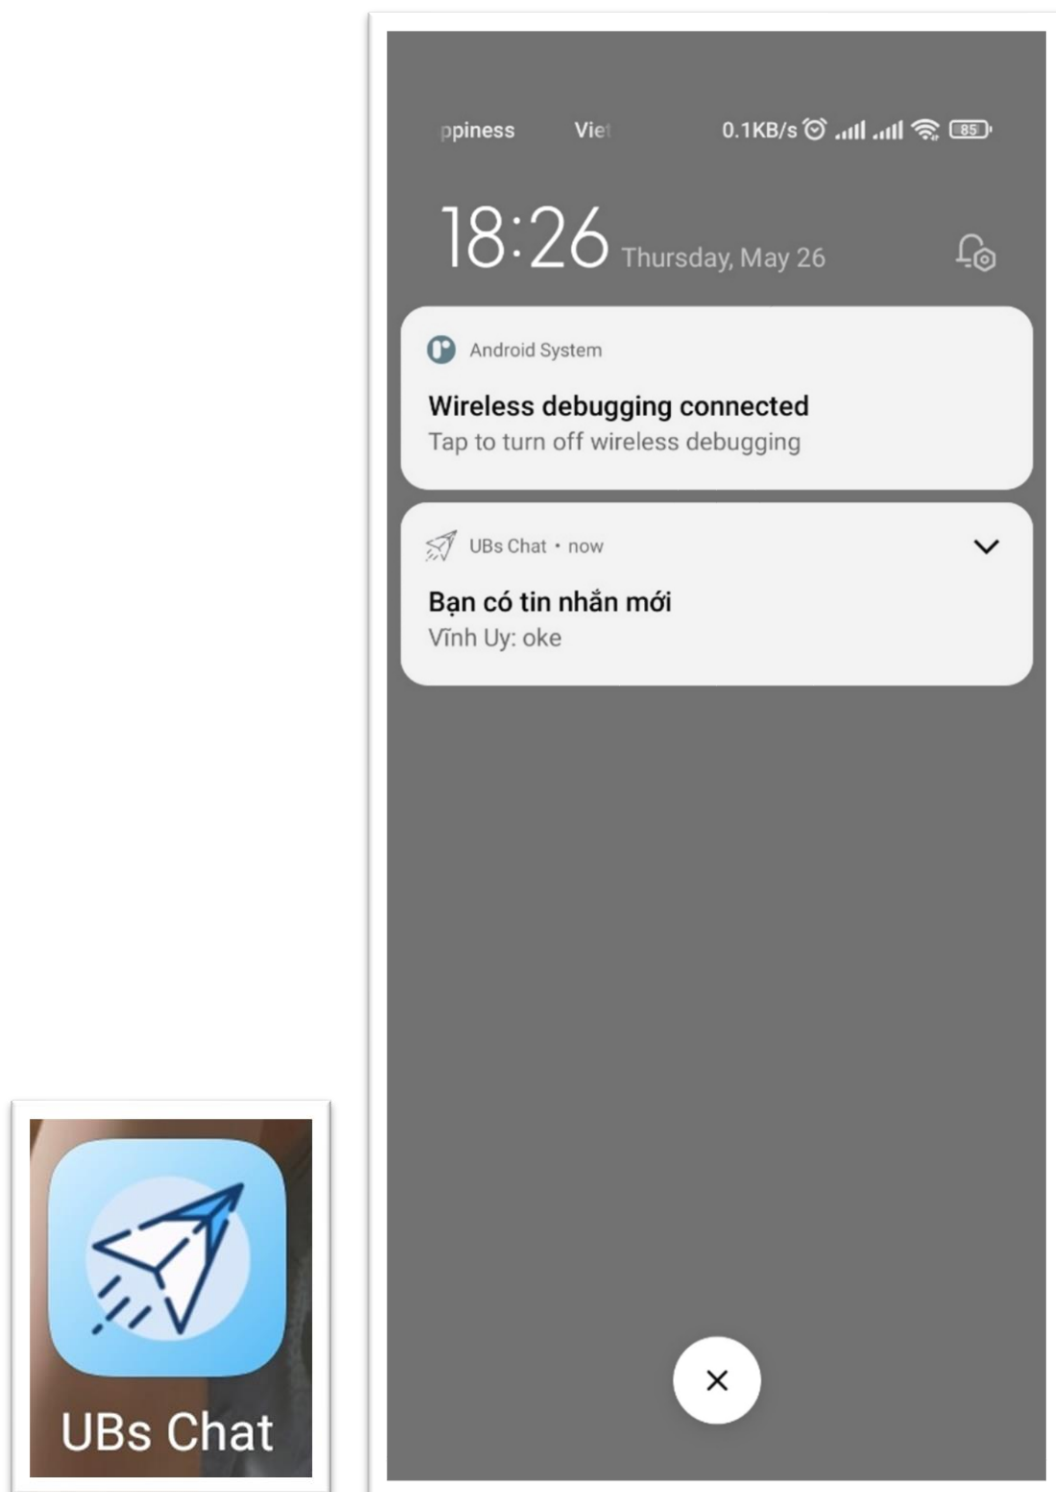 ppiness Viet 0.1KB/s 85
18:26 Thursday, May 26
Android System
Wireless debugging connected
Tap to turn off wireless debugging
UBs Chat • now
Bạn có tin nhắn mới
Vĩnh Uy: oke
UBs Chat